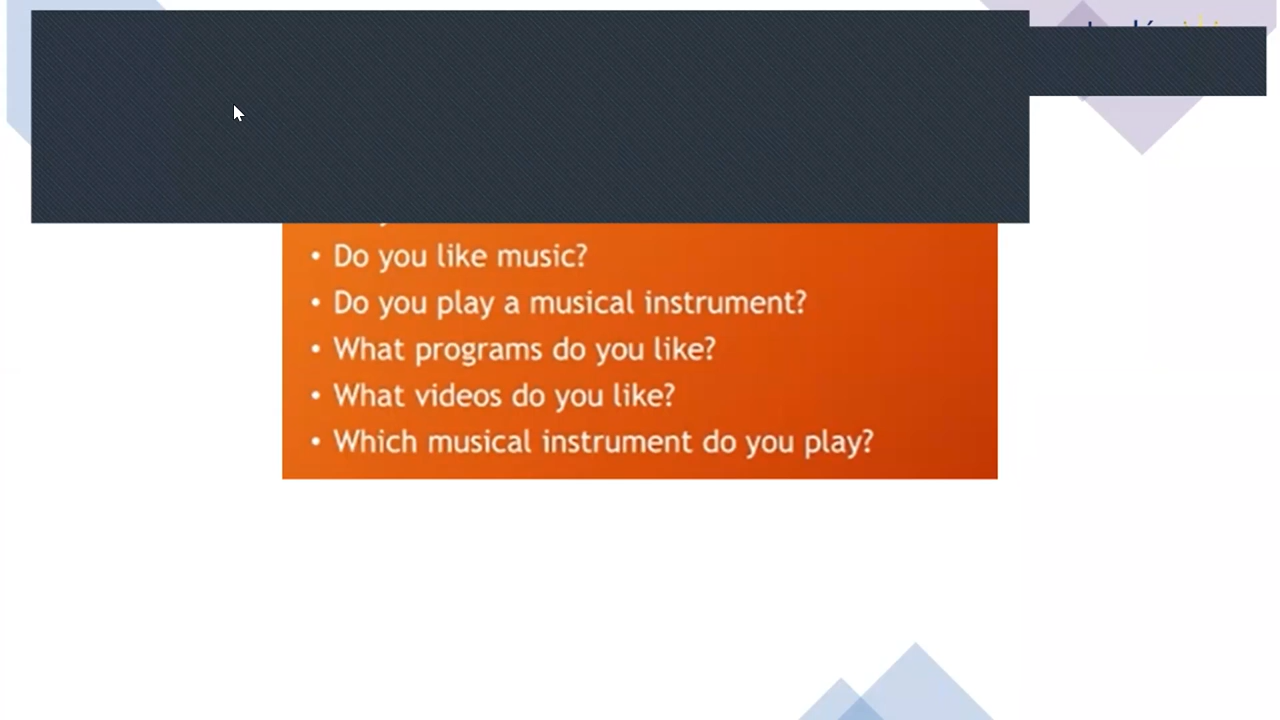 • Do you like music?
• Do you play a musical instrument?
• What programs do you like?
• What videos do you like?
• Which musical instrument do you play?